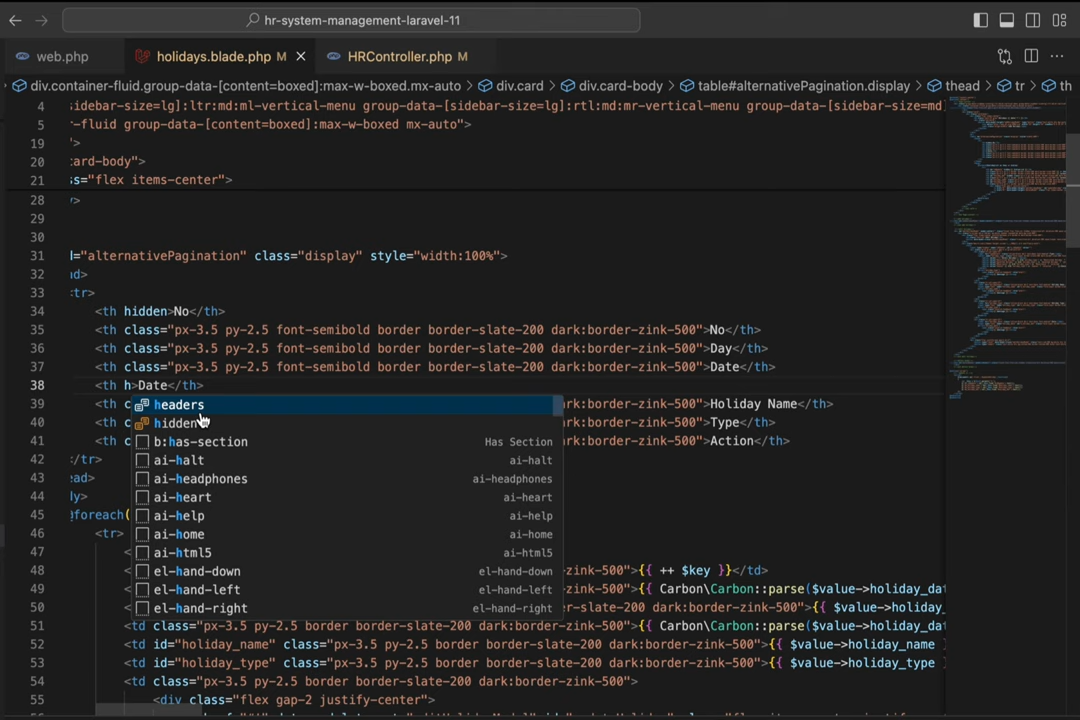 hr-system-management-laravel-11
web.php
holidays.blade.php M
HRController.php M
div.container-fluid.group-data-[content=boxed]:max-w-boxed.mx-auto > div.card > div.card-body > table#alternativePagination.display > thead > tr > th
4 sidebar-size=lg]:ltr:md:ml-vertical-menu group-data-[sidebar-size=lg]:rtl:md:mr-vertical-menu group-data-[sidebar-size=md]
5 -fluid group-data-[content=boxed]:max-w-boxed mx-auto">
19 ">
20 card-body">
21 ss="flex items-center">
28 >
29
30
31 d="alternativePagination" class="display" style="width:100%">
32 ad>
33 <tr>
34 <th hidden>No</th>
35 <th class="px-3.5 py-2.5 font-semibold border border-slate-200 dark:border-zink-500">No</th>
36 <th class="px-3.5 py-2.5 font-semibold border border-slate-200 dark:border-zink-500">Day</th>
37 <th class="px-3.5 py-2.5 font-semibold border border-slate-200 dark:border-zink-500">Date</th>
38 <th h>Date</th>
39 <th c rk:border-zink-500">Holiday Name</th>
40 <th c rk:border-zink-500">Type</th>
41 <th c rk:border-zink-500">Action</th>
headers
hidden
b:has-section Has Section
ai-halt ai-halt
ai-headphones ai-headphones
ai-heart ai-heart
ai-help ai-help
ai-home ai-home
ai-html5 ai-html5
el-hand-down el-hand-down
el-hand-left el-hand-left
el-hand-right el-hand-right
42 </tr>
43 ead>
44 dy>
45 @foreach(
46 <tr>
47 <
48 zink-500">{{ ++ $key }}</td>
49 zink-500">{{ Carbon\Carbon::parse($value->holiday_dat
50 er-slate-200 dark:border-zink-500">{{ $value->holiday_
51 <td class="px-3.5 py-2.5 border border-slate-200 dark:border-zink-500">{{ Carbon\Carbon::parse($value->holiday_dat
52 <td id="holiday_name" class="px-3.5 py-2.5 border border-slate-200 dark:border-zink-500">{{ $value->holiday_name
53 <td id="holiday_type" class="px-3.5 py-2.5 border border-slate-200 dark:border-zink-500">{{ $value->holiday_type
54 <td class="px-3.5 py-2.5 border border-slate-200 dark:border-zink-500">
55 <div class="flex gap-2 justify-center">